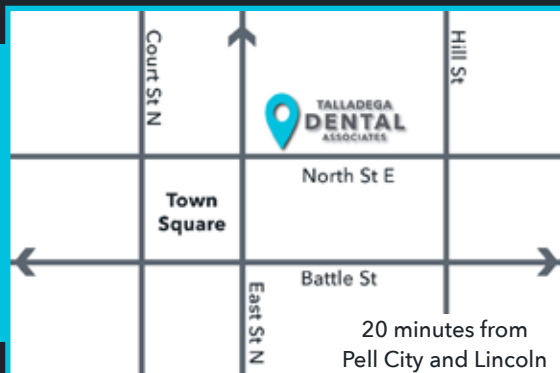 Court St N
Hill St
TALLADEGA
DENTAL
ASSOCIATES
North St E
Town
Square
Battle St
East St N
20 minutes from
Pell City and Lincoln